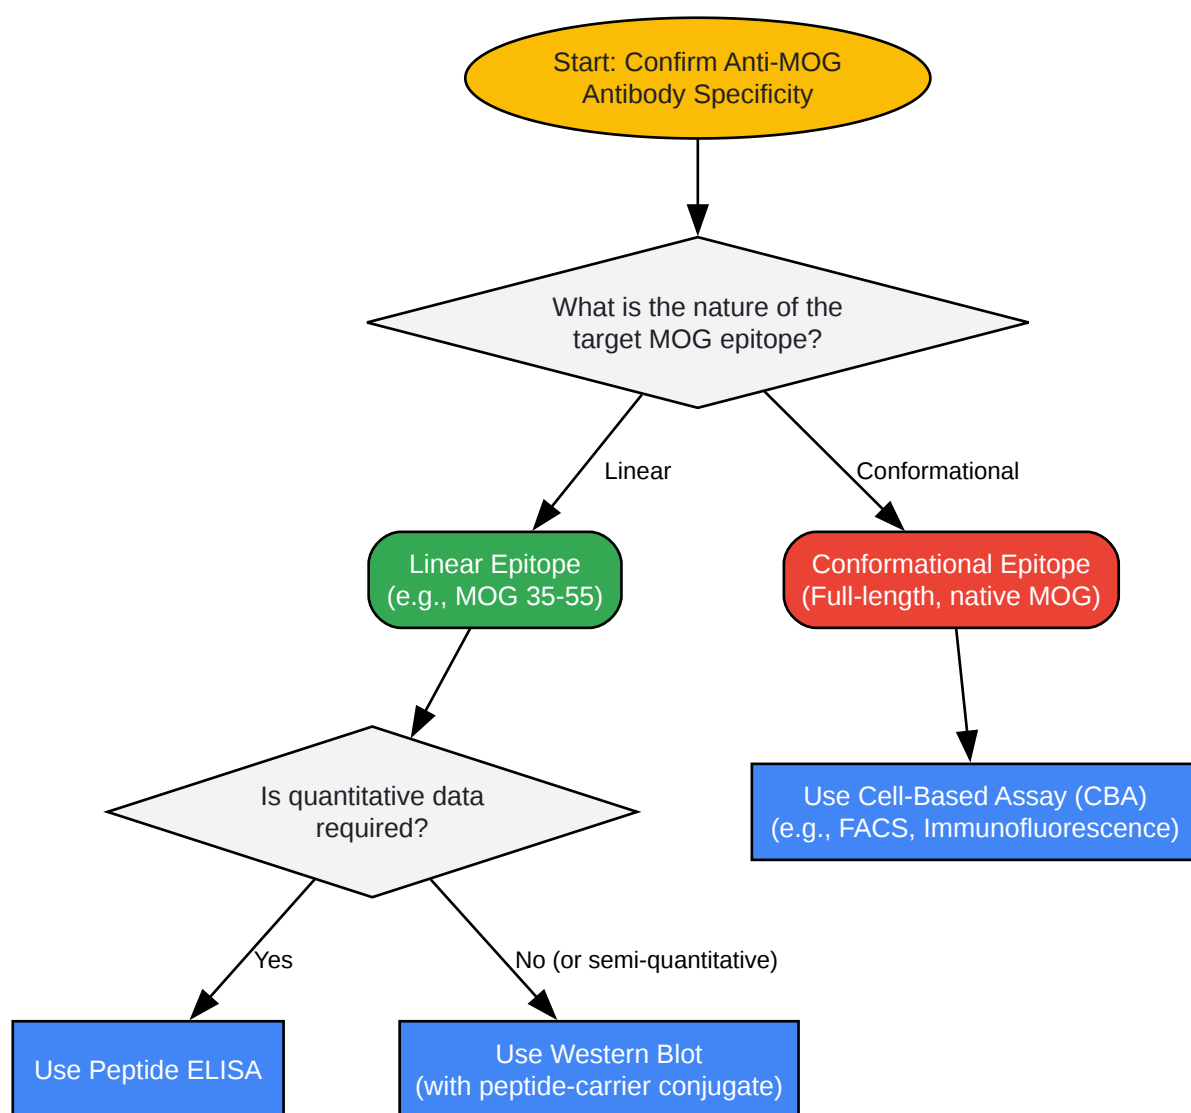 Start: Confirm Anti-MOG
Antibody Specificity
What is the nature of the
target MOG epitope?
Linear
Conformational
Linear Epitope
(e.g., MOG 35-55)
Conformational Epitope
(Full-length, native MOG)
Is quantitative data
required?
Use Cell-Based Assay (CBA)
(e.g., FACS, Immunofluorescence)
Yes
No (or semi-quantitative)
Use Peptide ELISA
Use Western Blot
(with peptide-carrier conjugate)